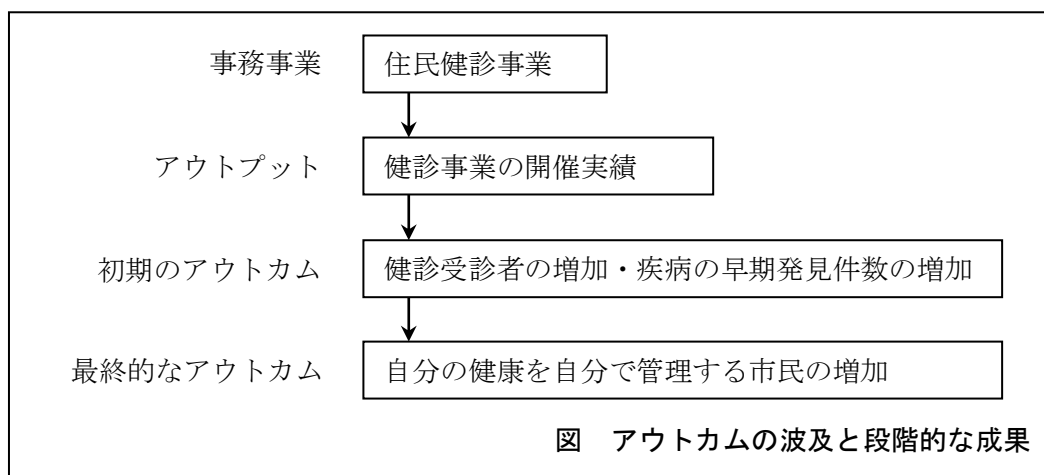 事務事業 住民健診事業
アウトプット 健診事業の開催実績
初期のアウトカム 健診受診者の増加・疾病の早期発見件数の増加
最終的なアウトカム 自分の健康を自分で管理する市民の増加
図 アウトカムの波及と段階的な成果